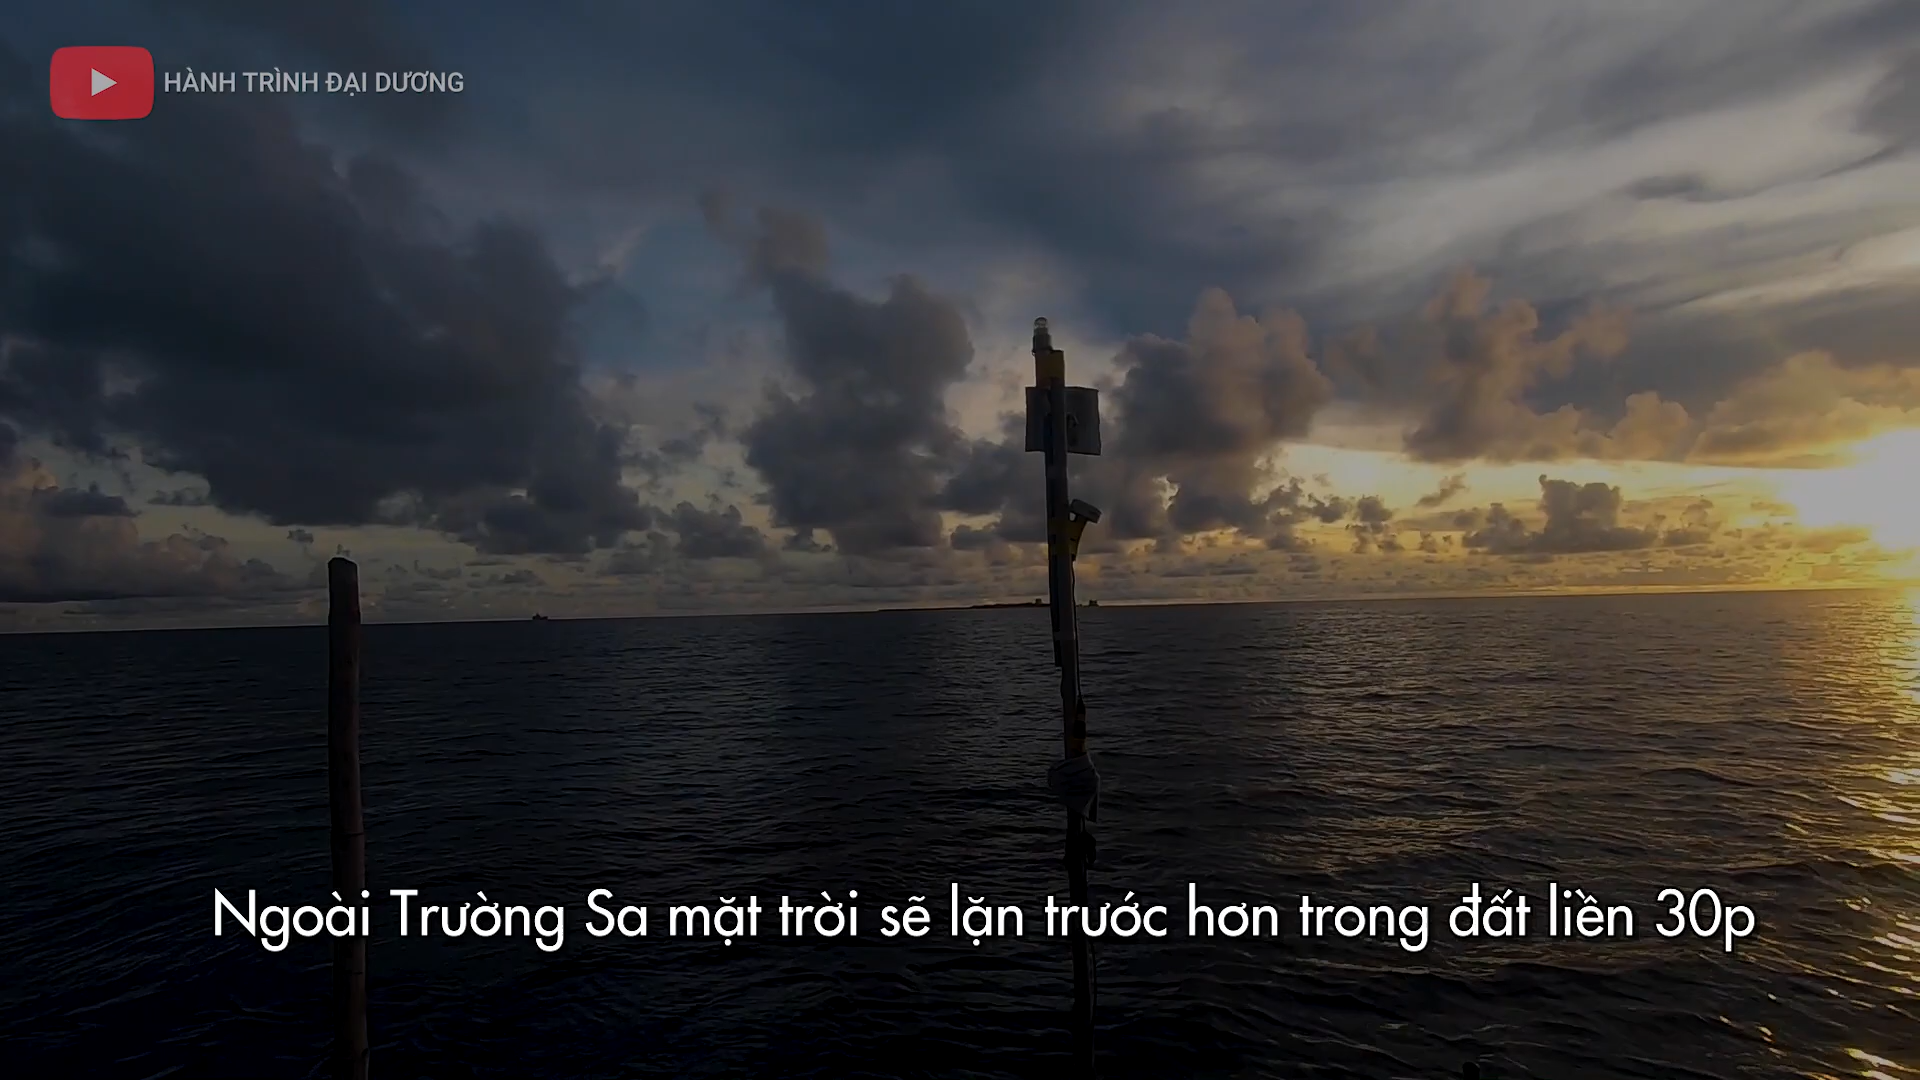 HÀNH TRÌNH ĐẠI DƯƠNG
Ngoài Trường Sa mặt trời sẽ lặn trước hơn trong đất liền 30p